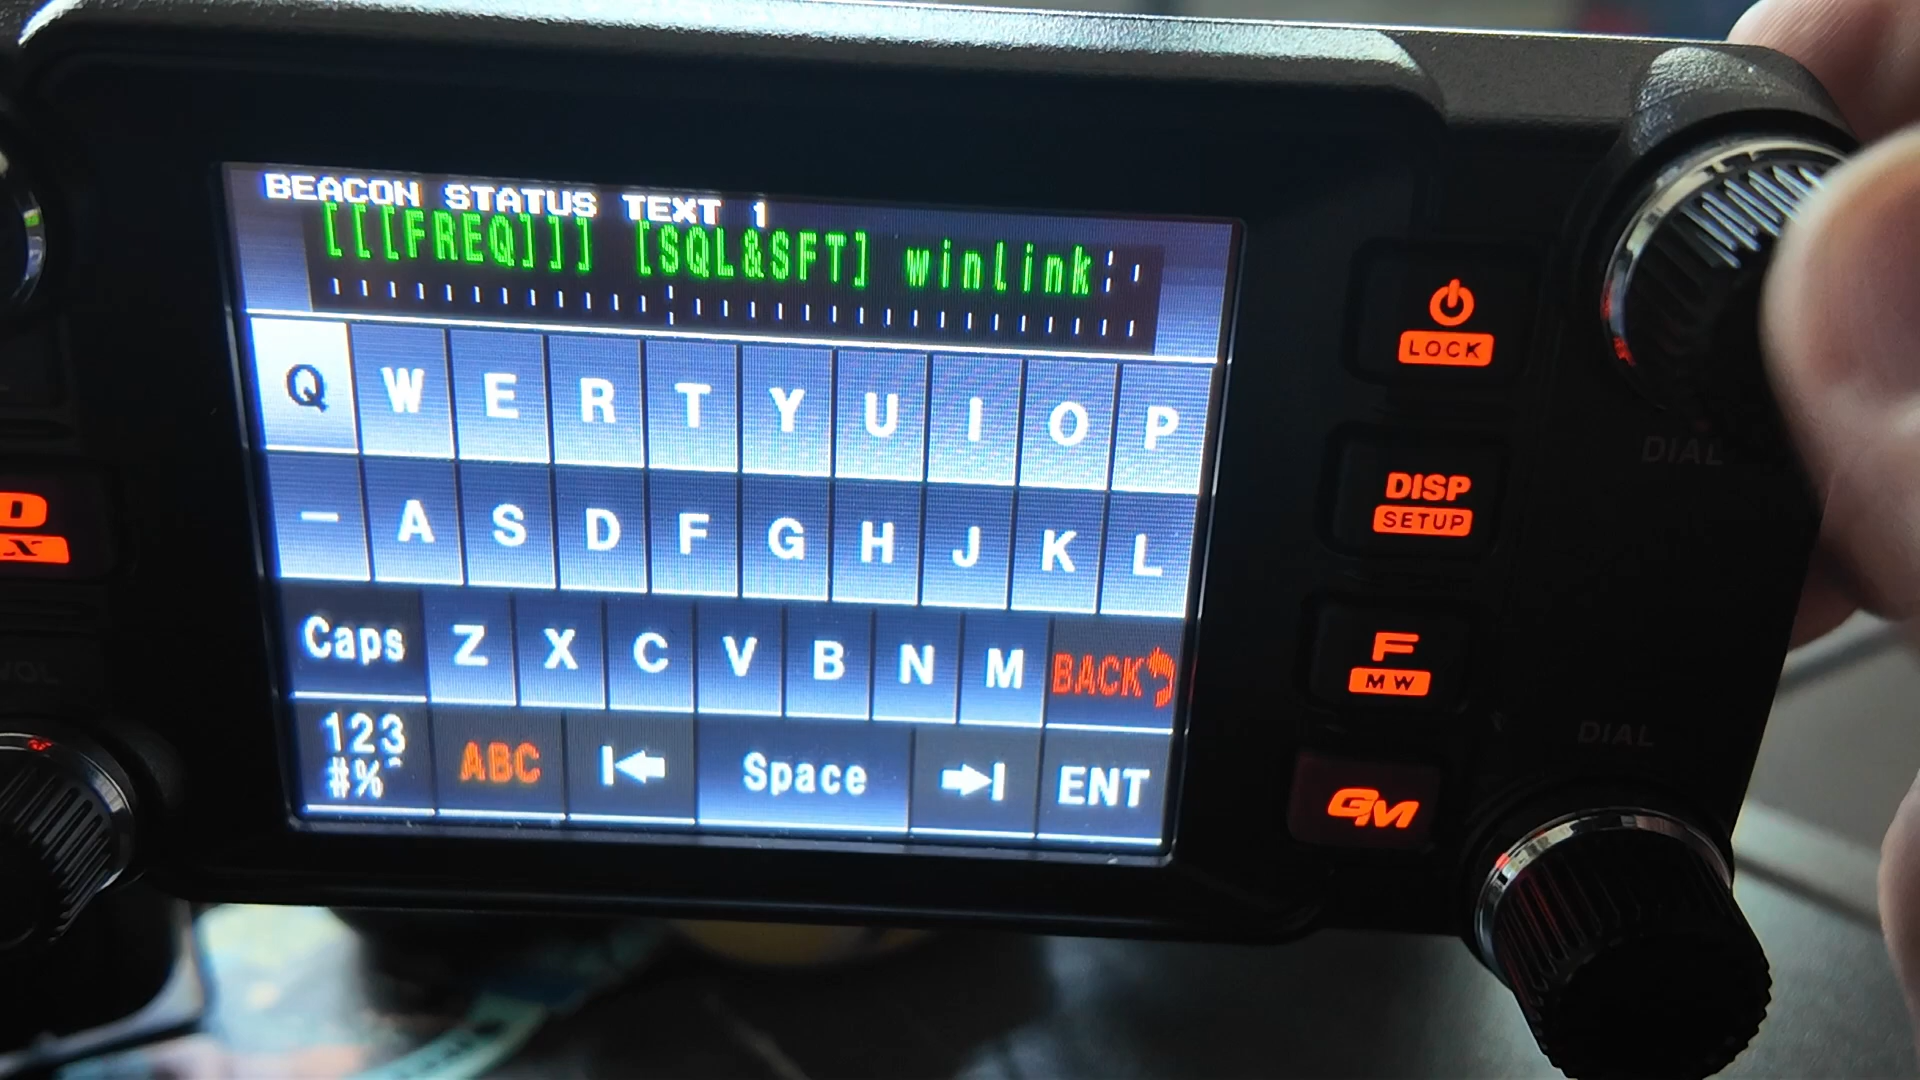 BEACON STATUS TEXT 1
[[[FREQ]]] [SQL&SFT] winlink
Q W E R T Y U I O P
- A S D F G H J K L
Caps Z X C V B N M BACK
123 #%^ ABC Space ENT
LOCK
DISP
SETUP
F
MW
GM
DIAL
DIAL
D
X